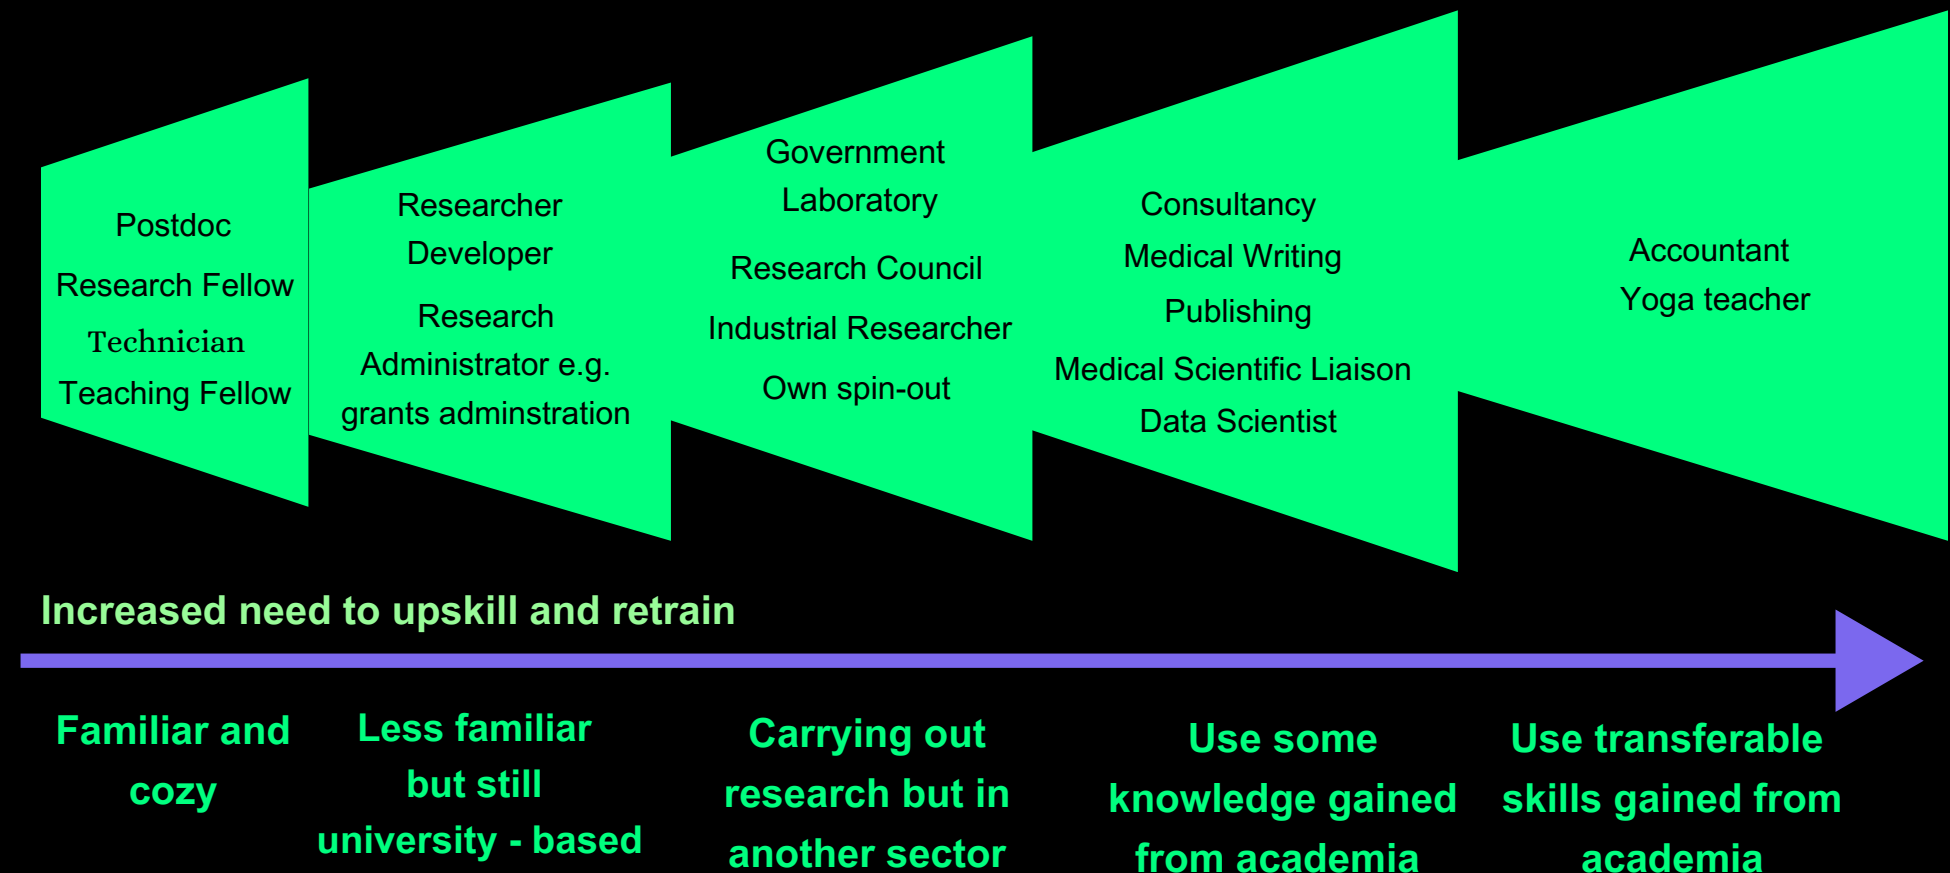 Postdoc
Research Fellow
Technician
Teaching Fellow
Researcher
Developer
Research
Administrator e.g.
grants adminstration
Government
Laboratory
Research Council
Industrial Researcher
Own spin-out
Consultancy
Medical Writing
Publishing
Medical Scientific Liaison
Data Scientist
Accountant
Yoga teacher
Increased need to upskill and retrain
Familiar and
cozy
Less familiar
but still
university - based
Carrying out
research but in
another sector
Use some
knowledge gained
from academia
Use transferable
skills gained from
academia